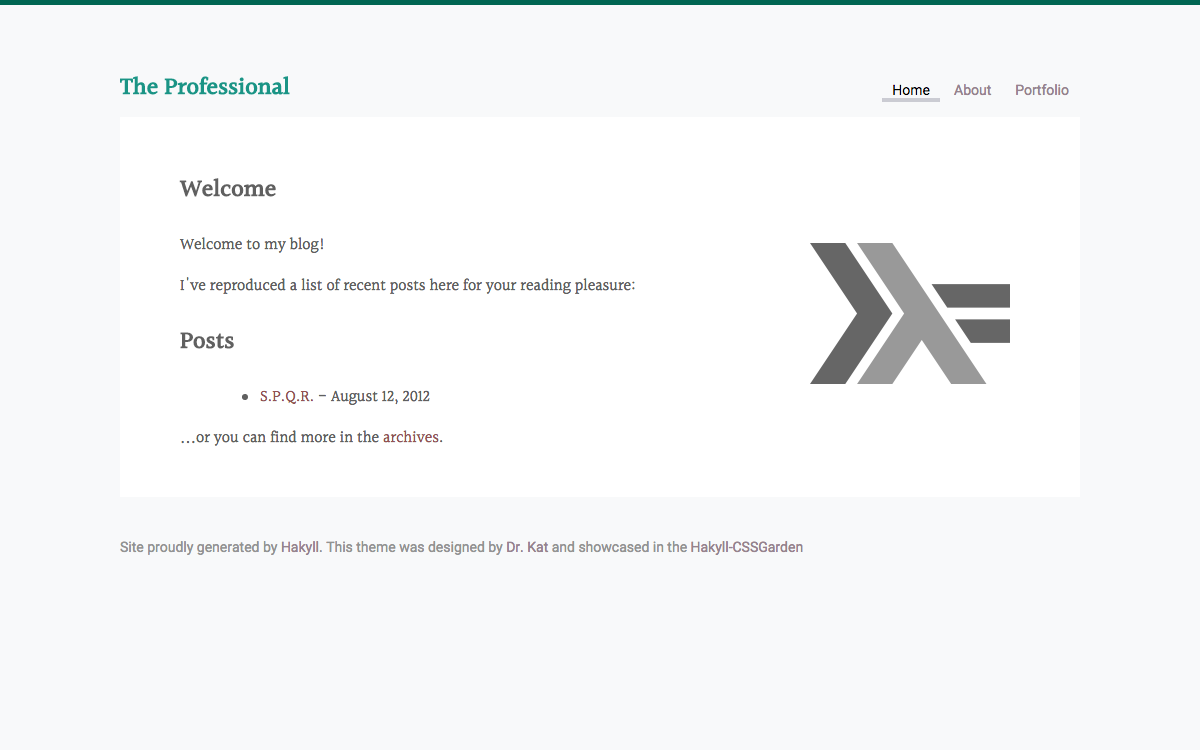 The Professional
Home About Portfolio
Welcome
Welcome to my blog!
I've reproduced a list of recent posts here for your reading pleasure:
Posts
• S.P.Q.R. – August 12, 2012
…or you can find more in the archives.
Site proudly generated by Hakyll. This theme was designed by Dr. Kat and showcased in the Hakyll-CSSGarden